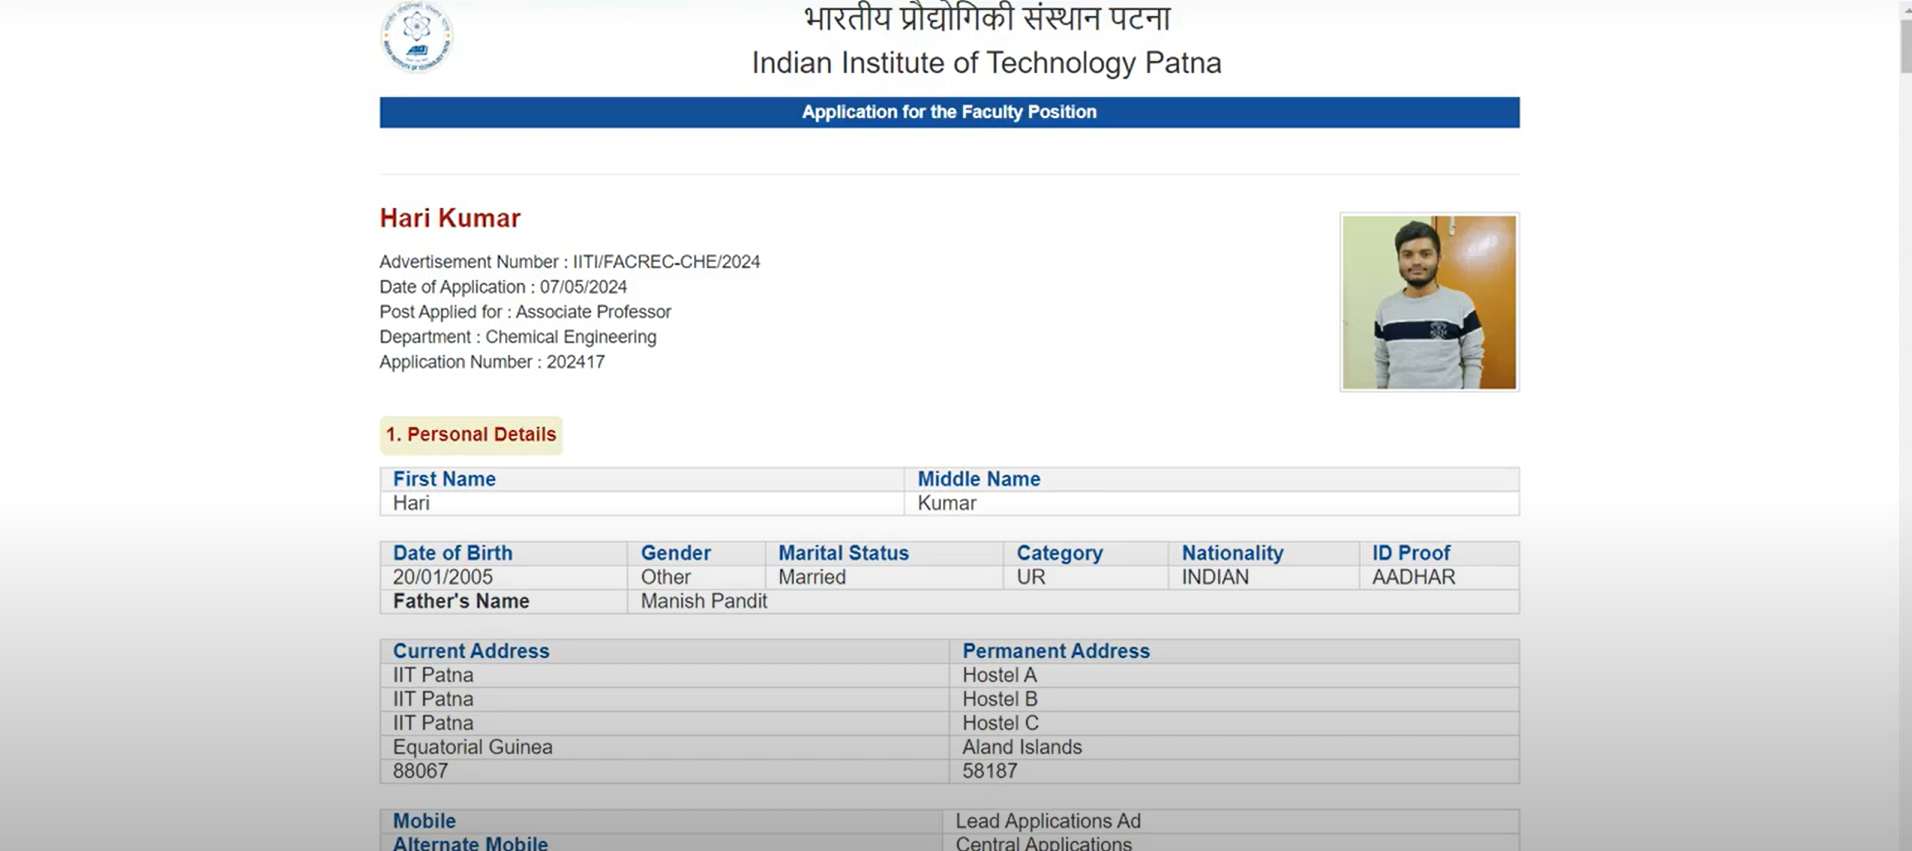 भारतीय प्रौद्योगिकी संस्थान पटना
Indian Institute of Technology Patna
Application for the Faculty Position
Hari Kumar
Advertisement Number : IITI/FACREC-CHE/2024
Date of Application : 07/05/2024
Post Applied for : Associate Professor
Department : Chemical Engineering
Application Number : 202417
1. Personal Details
First Name Middle Name
Hari Kumar
Date of Birth Gender Marital Status Category Nationality ID Proof
20/01/2005 Other Married UR INDIAN AADHAR
Father's Name Manish Pandit
Current Address Permanent Address
IIT Patna Hostel A
IIT Patna Hostel B
IIT Patna Hostel C
Equatorial Guinea Aland Islands
88067 58187
Mobile Lead Applications Ad
Alternate Mobile Central Applications